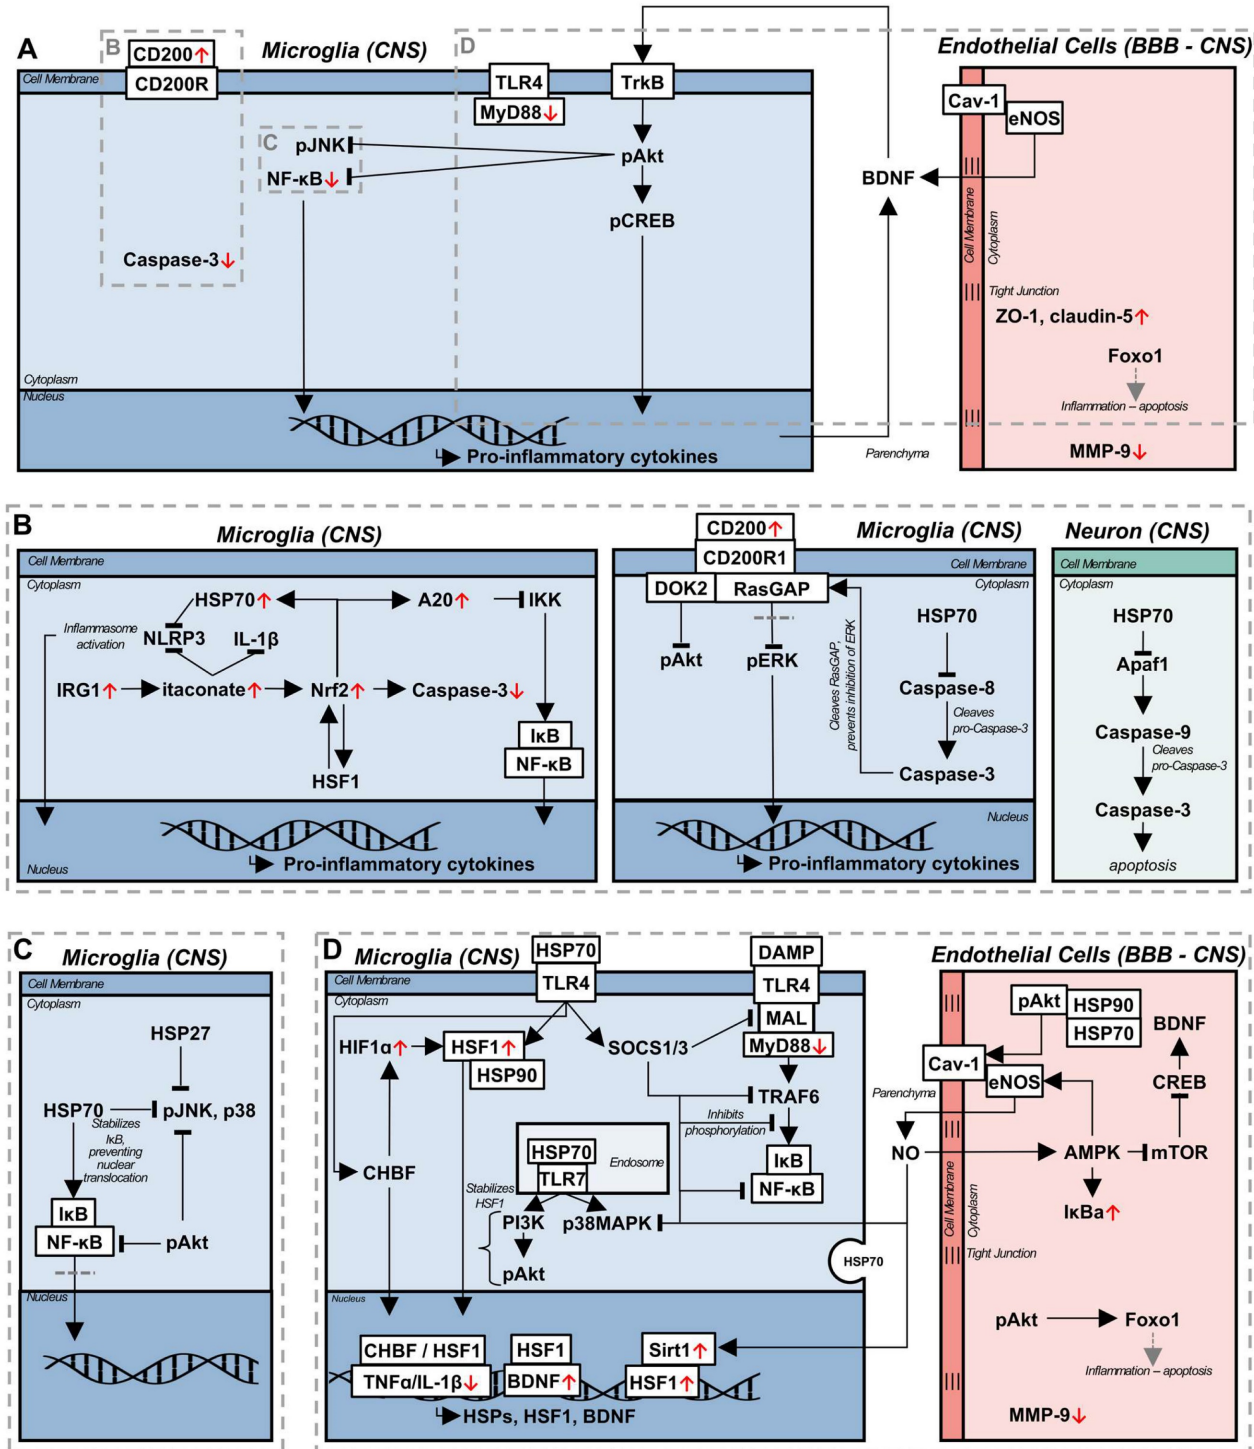 A
B
CD200↑
CD200R
Microglia (CNS)
D
Cell Membrane
TLR4
MyD88↓
TrkB
C
pJNK
NF-κB↓
pAkt
pCREB
Caspase-3↓
Cytoplasm
Nucleus
Pro-inflammatory cytokines
BDNF
Parenchyma
Endothelial Cells (BBB - CNS)
Cav-1
eNOS
Cell Membrane
Cytoplasm
Tight Junction
ZO-1, claudin-5↑
Foxo1
Inflammation – apoptosis
MMP-9↓
B
Microglia (CNS)
Cell Membrane
Cytoplasm
HSP70↑
A20↑
IKK
Inflammasome
activation
NLRP3
IL-1β
IRG1↑
itaconate↑
Nrf2↑
Caspase-3↓
HSF1
IκB
NF-κB
Nucleus
Pro-inflammatory cytokines
CD200↑
CD200R1
Microglia (CNS)
Cell Membrane
Cytoplasm
DOK2
RasGAP
pAkt
pERK
Cleaves RasGAP,
prevents inhibition of ERK
HSP70
Caspase-8
Cleaves
pro-Caspase-3
Caspase-3
Nucleus
Pro-inflammatory cytokines
Neuron (CNS)
Cell Membrane
Cytoplasm
HSP70
Apaf1
Caspase-9
Cleaves
pro-Caspase-3
Caspase-3
apoptosis
C
Microglia (CNS)
Cell Membrane
Cytoplasm
HSP27
HSP70
pJNK, p38
Stabilizes
IκB,
preventing
nuclear
translocation
IκB
NF-κB
pAkt
Nucleus
D
Microglia (CNS)
HSP70
TLR4
Cell Membrane
Cytoplasm
DAMP
TLR4
MAL
MyD88↓
HIF1α↑
HSF1↑
HSP90
SOCS1/3
TRAF6
Inhibits
phosphorylation
IκB
NF-κB
CHBF
HSP70
TLR7
Endosome
Stabilizes
HSF1
PI3K
p38MAPK
pAkt
HSP70
Nucleus
CHBF / HSF1
TNFα/IL-1β↓
HSF1
BDNF↑
Sirt1↑
HSF1↑
HSPs, HSF1, BDNF
Parenchyma
NO
Endothelial Cells (BBB - CNS)
pAkt
HSP90
HSP70
BDNF
Cav-1
eNOS
CREB
AMPK
mTOR
IκBa↑
Cell Membrane
Cytoplasm
Tight Junction
pAkt
Foxo1
Inflammation – apoptosis
MMP-9↓